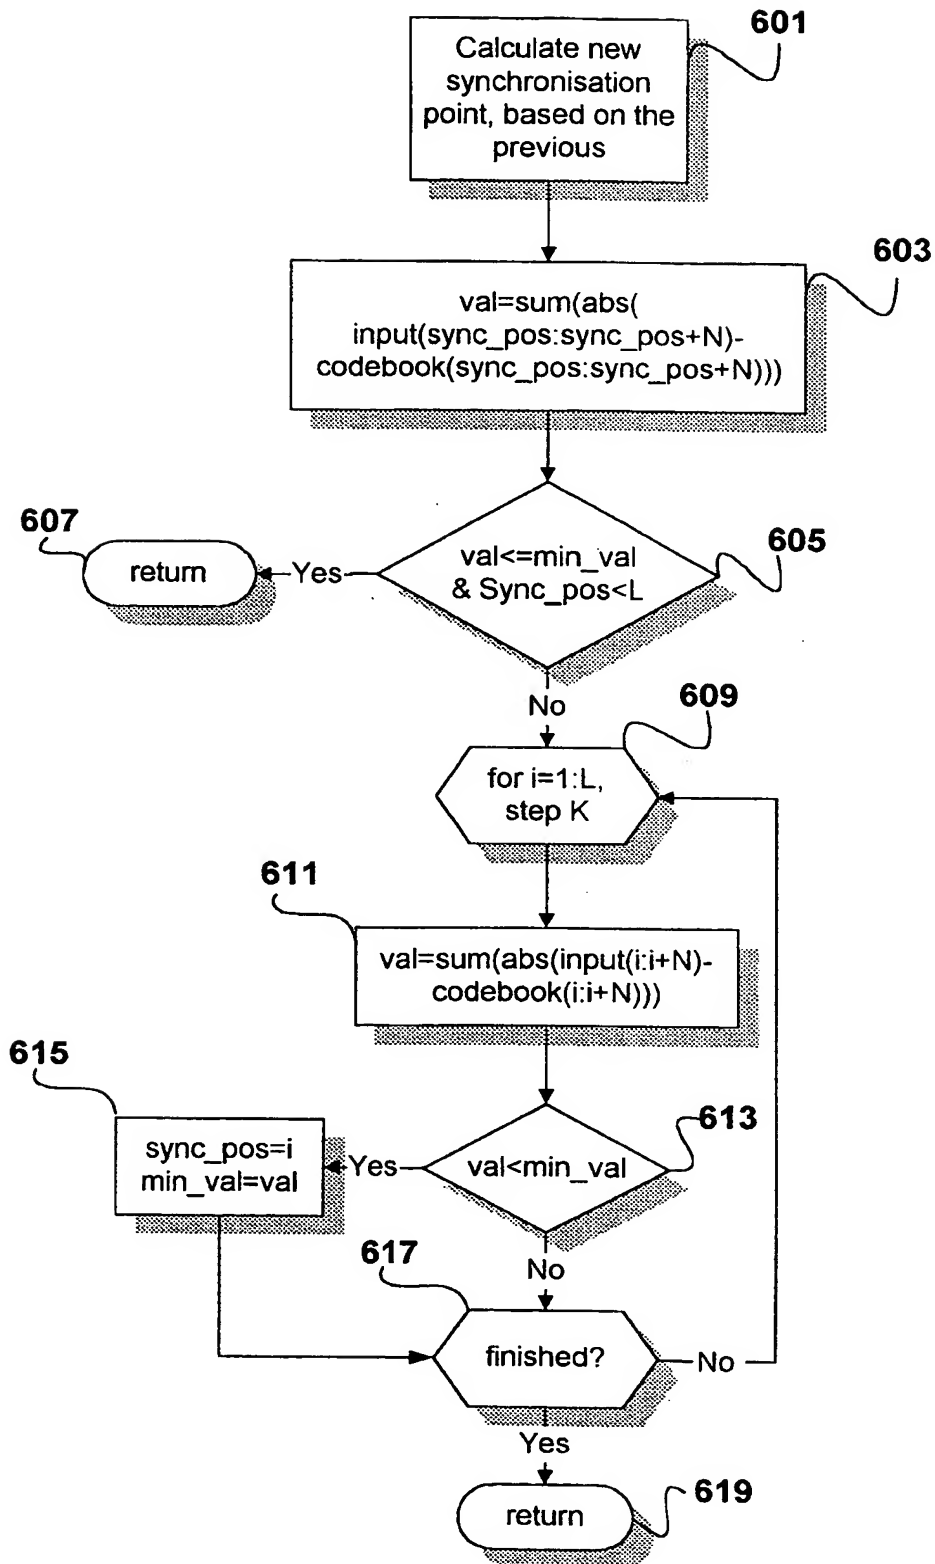 601
Calculate new
synchronisation
point, based on the
previous
603
val=sum(abs(
input(sync_pos:sync_pos+N)-
codebook(sync_pos:sync_pos+N)))
607
return
Yes
val<=min_val
& Sync_pos<L
605
No
609
for i=1:L,
step K
611
val=sum(abs(input(i:i+N)-
codebook(i:i+N)))
615
sync_pos=i
min_val=val
Yes
val<min_val
613
No
617
finished?
No
Yes
return
619